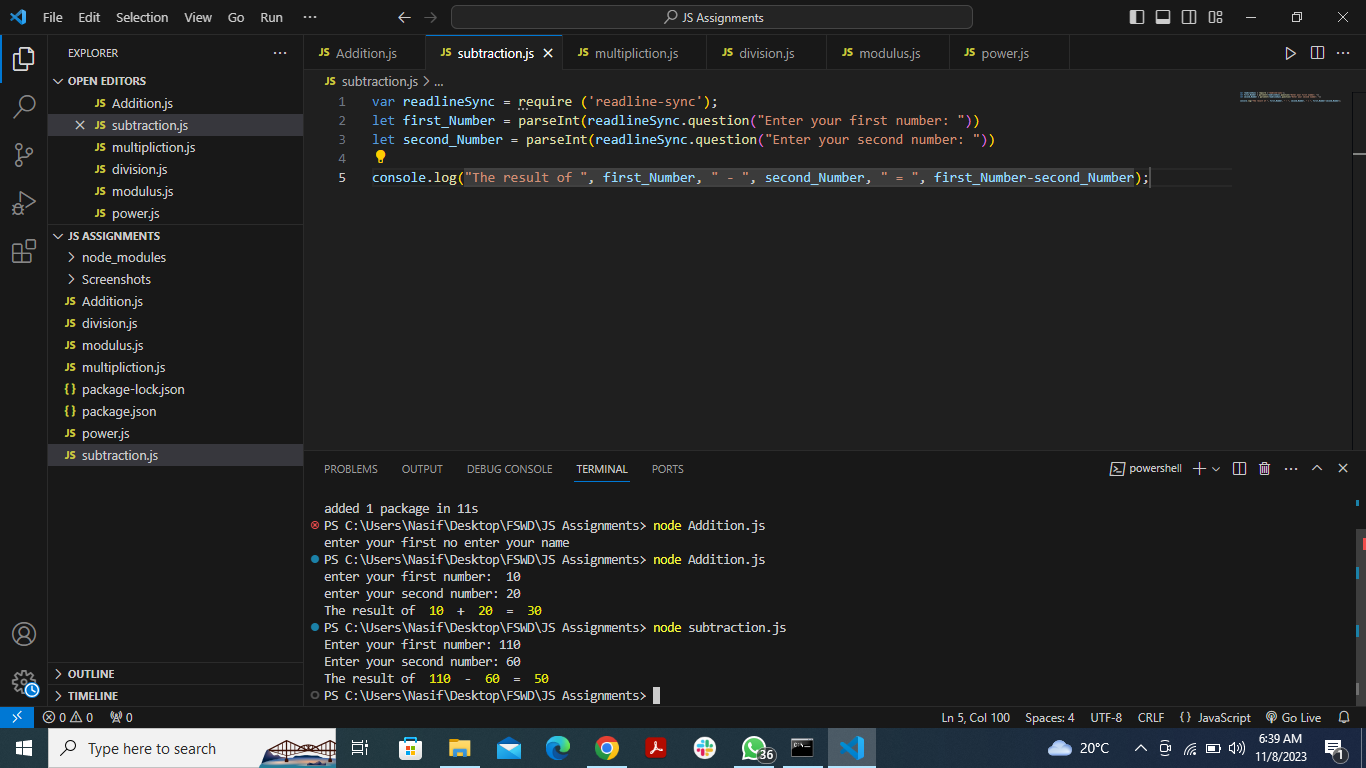 File Edit Selection View Go Run ···
JS Assignments
EXPLORER
OPEN EDITORS
JS Addition.js
JS subtraction.js
JS multipliction.js
JS division.js
JS modulus.js
JS power.js
JS ASSIGNMENTS
node_modules
Screenshots
JS Addition.js
JS division.js
JS modulus.js
JS multipliction.js
{} package-lock.json
{} package.json
JS power.js
JS subtraction.js
OUTLINE
TIMELINE
JS Addition.js JS subtraction.js JS multipliction.js JS division.js JS modulus.js JS power.js
JS subtraction.js > ...
1 var readlineSync = require ('readline-sync');
2 let first_Number = parseInt(readlineSync.question("Enter your first number: "))
3 let second_Number = parseInt(readlineSync.question("Enter your second number: "))
4
5 console.log("The result of ", first_Number, " - ", second_Number, " = ", first_Number-second_Number);
PROBLEMS OUTPUT DEBUG CONSOLE TERMINAL PORTS
powershell
added 1 package in 11s
PS C:\Users\Nasif\Desktop\FSWD\JS Assignments> node Addition.js
enter your first no enter your name
PS C:\Users\Nasif\Desktop\FSWD\JS Assignments> node Addition.js
enter your first number:  10
enter your second number: 20
The result of  10  +  20  =  30
PS C:\Users\Nasif\Desktop\FSWD\JS Assignments> node subtraction.js
Enter your first number: 110
Enter your second number: 60
The result of  110  -  60  =  50
PS C:\Users\Nasif\Desktop\FSWD\JS Assignments>
0 0 0
Ln 5, Col 100 Spaces: 4 UTF-8 CRLF {} JavaScript Go Live
Type here to search
36
20°C
6:39 AM
11/8/2023
1